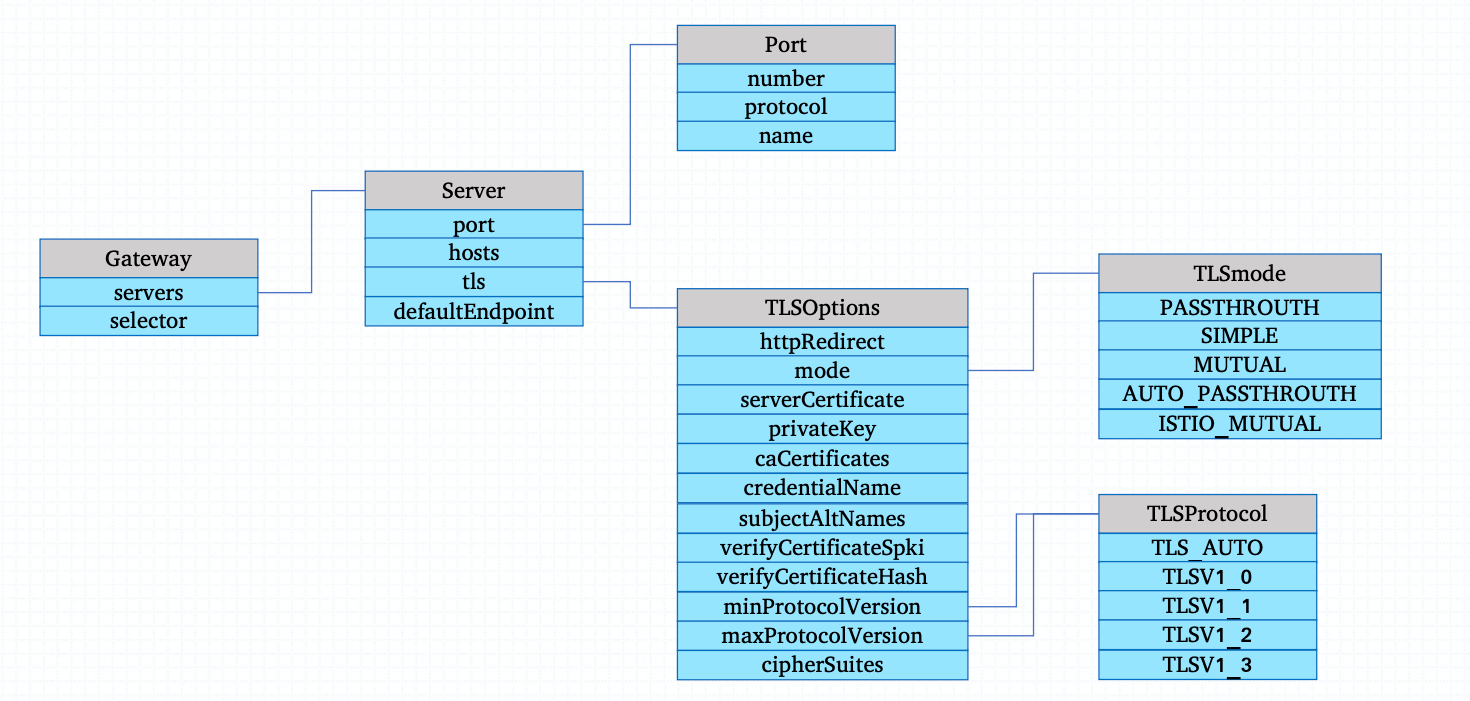 Gateway
servers
selector
Server
port
hosts
tls
defaultEndpoint
Port
number
protocol
name
TLSOptions
httpRedirect
mode
serverCertificate
privateKey
caCertificates
credentialName
subjectAltNames
verifyCertificateSpki
verifyCertificateHash
minProtocolVersion
maxProtocolVersion
cipherSuites
TLSmode
PASSTHROUTH
SIMPLE
MUTUAL
AUTO_PASSTHROUTH
ISTIO_MUTUAL
TLSProtocol
TLS_AUTO
TLSV1_0
TLSV1_1
TLSV1_2
TLSV1_3